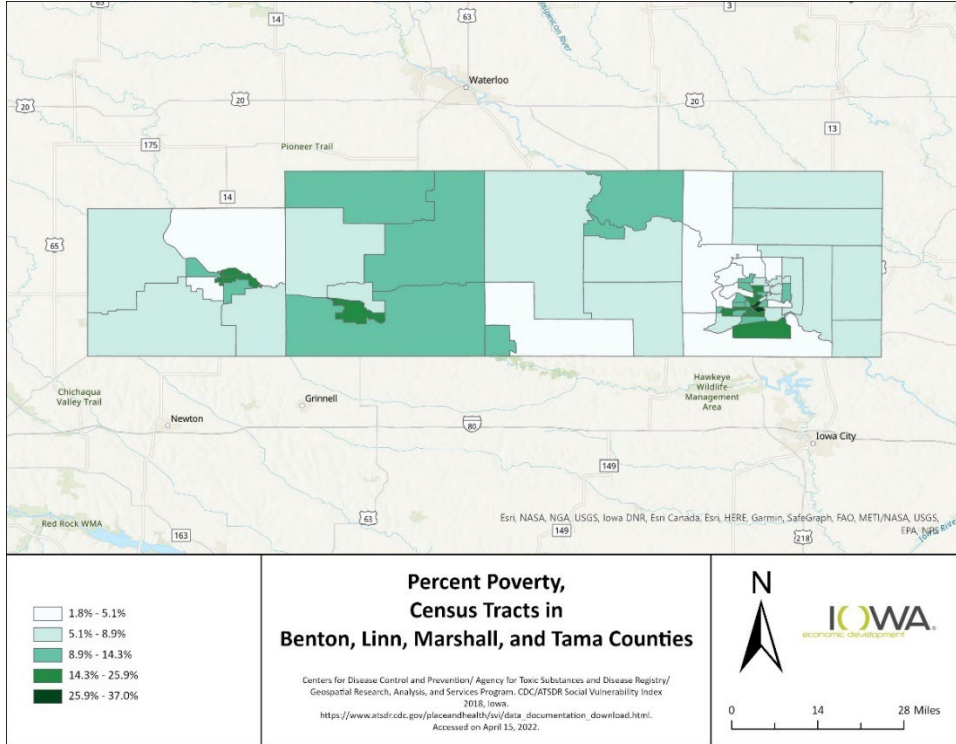 63
65
14
3
Waterloo
20
20
20
13
175
Pioneer Trail
14
65
Chichaqua
Valley Trail
Newton
Grinnell
80
Hawkeye
Wildlife
Management
Area
Iowa City
149
Red Rock WMA
163
63
149
218
Esri, NASA, NGA, USGS, Iowa DNR, Esri Canada, Esri, HERE, Garmin, SafeGraph, FAO, METI/NASA, USGS,
EPA, NPS
1.8% - 5.1%
5.1% - 8.9%
8.9% - 14.3%
14.3% - 25.9%
25.9% - 37.0%
Percent Poverty,
Census Tracts in
Benton, Linn, Marshall, and Tama Counties
Centers for Disease Control and Prevention/ Agency for Toxic Substances and Disease Registry/
Geospatial Research, Analysis, and Services Program. CDC/ATSDR Social Vulnerability Index
2018, Iowa.
https://www.atsdr.cdc.gov/placeandhealth/svi/data_documentation_download.html.
Accessed on April 15, 2022.
N
IOWA®
economic development
0 14 28 Miles